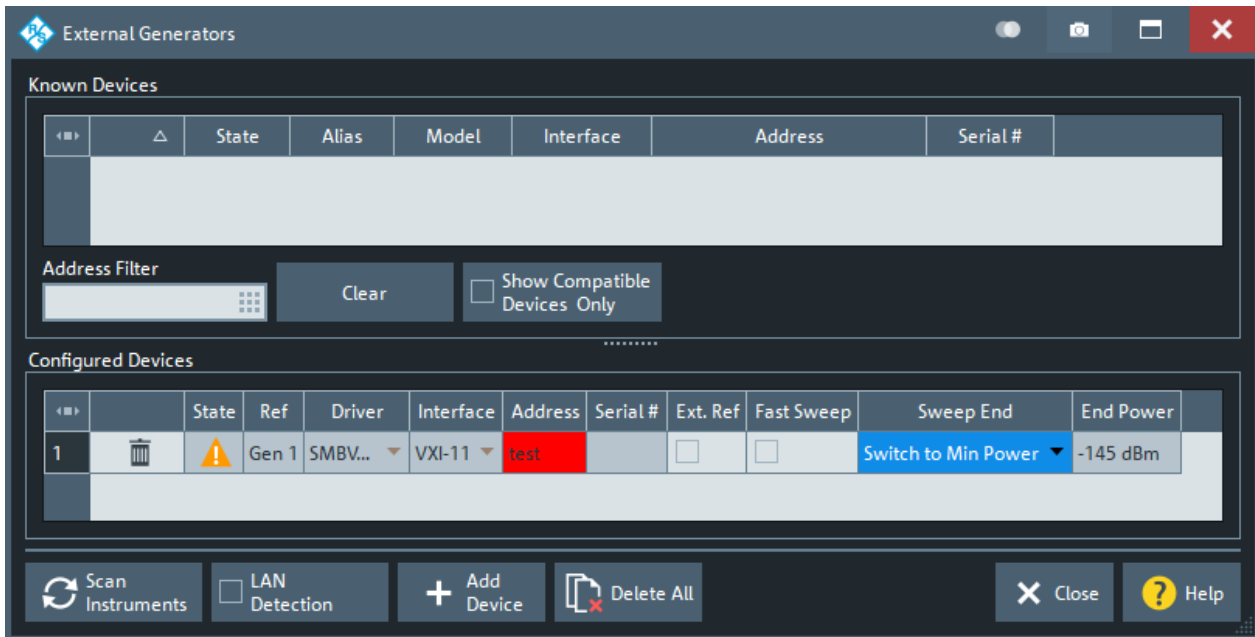 External Generators
Known Devices
State Alias Model Interface Address Serial #
Address Filter
Clear
Show Compatible
Devices Only
Configured Devices
State Ref Driver Interface Address Serial # Ext. Ref Fast Sweep Sweep End End Power
1 Gen 1 SMBV... VXI-11 test Switch to Min Power -145 dBm
Scan
Instruments
LAN
Detection
Add
Device
Delete All
Close
? Help